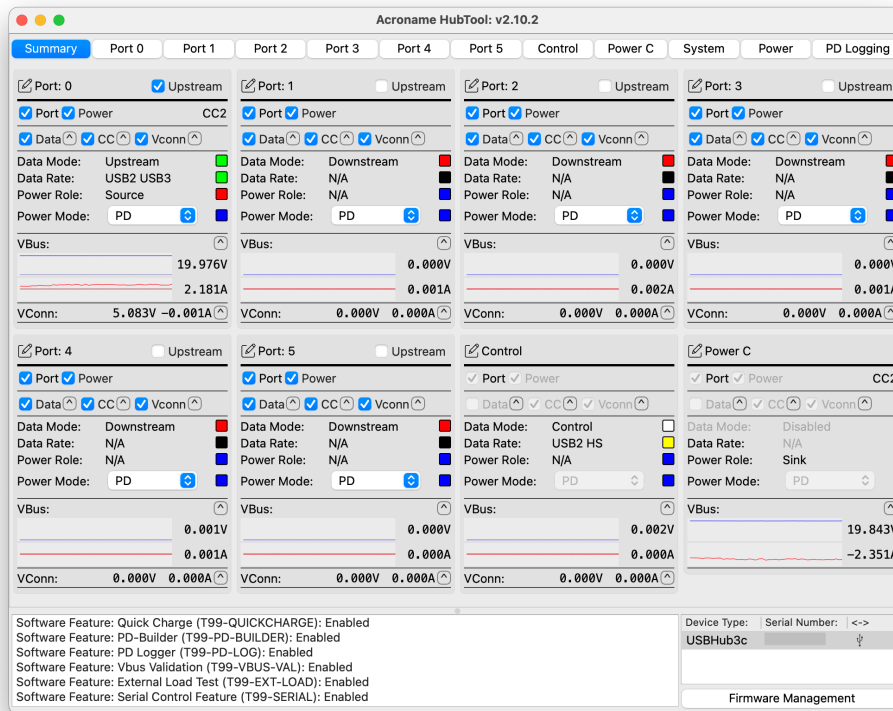 Acroname HubTool: v2.10.2
Summary Port 0 Port 1 Port 2 Port 3 Port 4 Port 5 Control Power C System Power PD Logging
Port: 0 Upstream
Port Power CC2
Data CC Vconn
Data Mode: Upstream
Data Rate: USB2 USB3
Power Role: Source
Power Mode: PD
VBus:
19.976V
2.181A
VConn: 5.083V -0.001A
Port: 1 Upstream
Port Power
Data CC Vconn
Data Mode: Downstream
Data Rate: N/A
Power Role: N/A
Power Mode: PD
VBus:
0.000V
0.001A
VConn: 0.000V 0.000A
Port: 2 Upstream
Port Power
Data CC Vconn
Data Mode: Downstream
Data Rate: N/A
Power Role: N/A
Power Mode: PD
VBus:
0.000V
0.002A
VConn: 0.000V 0.000A
Port: 3 Upstream
Port Power
Data CC Vconn
Data Mode: Downstream
Data Rate: N/A
Power Role: N/A
Power Mode: PD
VBus:
0.000V
0.001A
VConn: 0.000V 0.000A
Port: 4 Upstream
Port Power
Data CC Vconn
Data Mode: Downstream
Data Rate: N/A
Power Role: N/A
Power Mode: PD
VBus:
0.001V
0.001A
VConn: 0.000V 0.000A
Port: 5 Upstream
Port Power
Data CC Vconn
Data Mode: Downstream
Data Rate: N/A
Power Role: N/A
Power Mode: PD
VBus:
0.000V
0.000A
VConn: 0.000V 0.000A
Control
Port Power
Data CC Vconn
Data Mode: Control
Data Rate: USB2 HS
Power Role: N/A
Power Mode: PD
VBus:
0.002V
0.000A
VConn: 0.000V 0.000A
Power C
Port Power CC2
Data CC Vconn
Data Mode: Disabled
Data Rate: N/A
Power Role: Sink
Power Mode: PD
VBus:
19.843V
-2.351A
Software Feature: Quick Charge (T99-QUICKCHARGE): Enabled
Software Feature: PD-Builder (T99-PD-BUILDER): Enabled
Software Feature: PD Logger (T99-PD-LOG): Enabled
Software Feature: Vbus Validation (T99-VBUS-VAL): Enabled
Software Feature: External Load Test (T99-EXT-LOAD): Enabled
Software Feature: Serial Control Feature (T99-SERIAL): Enabled
Device Type: Serial Number: <->
USBHub3c
Firmware Management